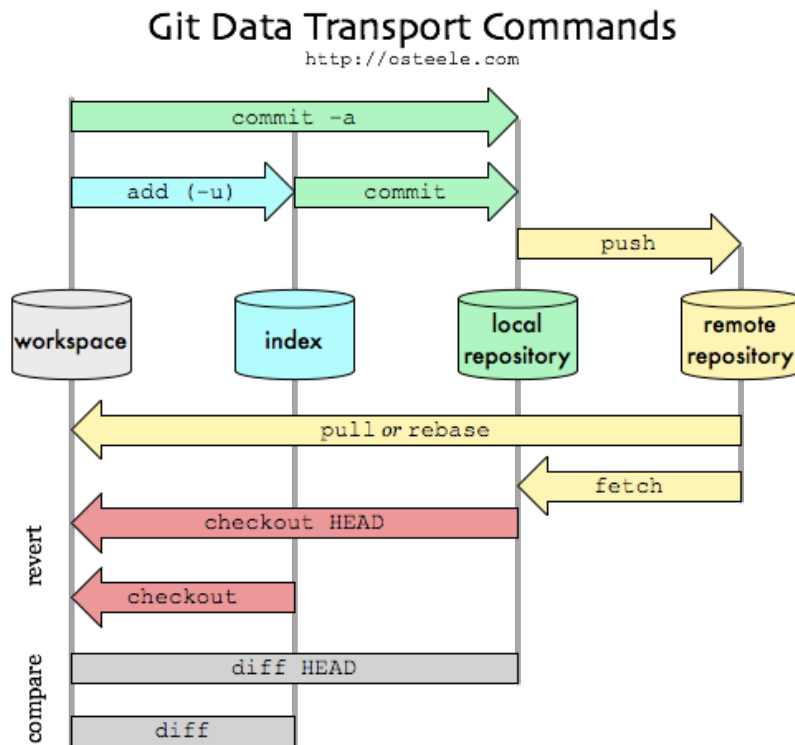 Git Data Transport Commands
http://osteele.com
commit -a
add (-u)
commit
push
workspace
index
local
repository
remote
repository
pull or rebase
fetch
revert
checkout HEAD
checkout
compare
diff HEAD
diff